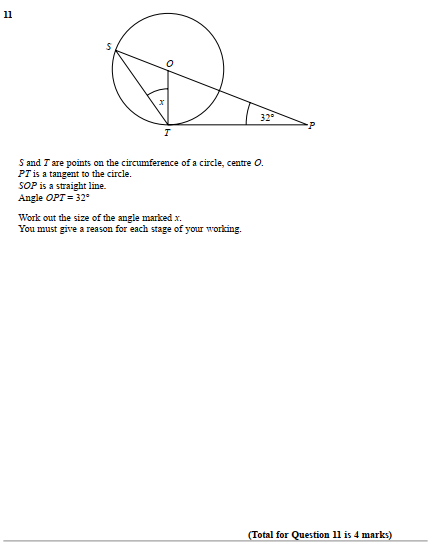 11
S
O
x
32°
P
T
S and T are points on the circumference of a circle, centre O.
PT is a tangent to the circle.
SOP is a straight line.
Angle OPT = 32°
Work out the size of the angle marked x.
You must give a reason for each stage of your working.
(Total for Question 11 is 4 marks)